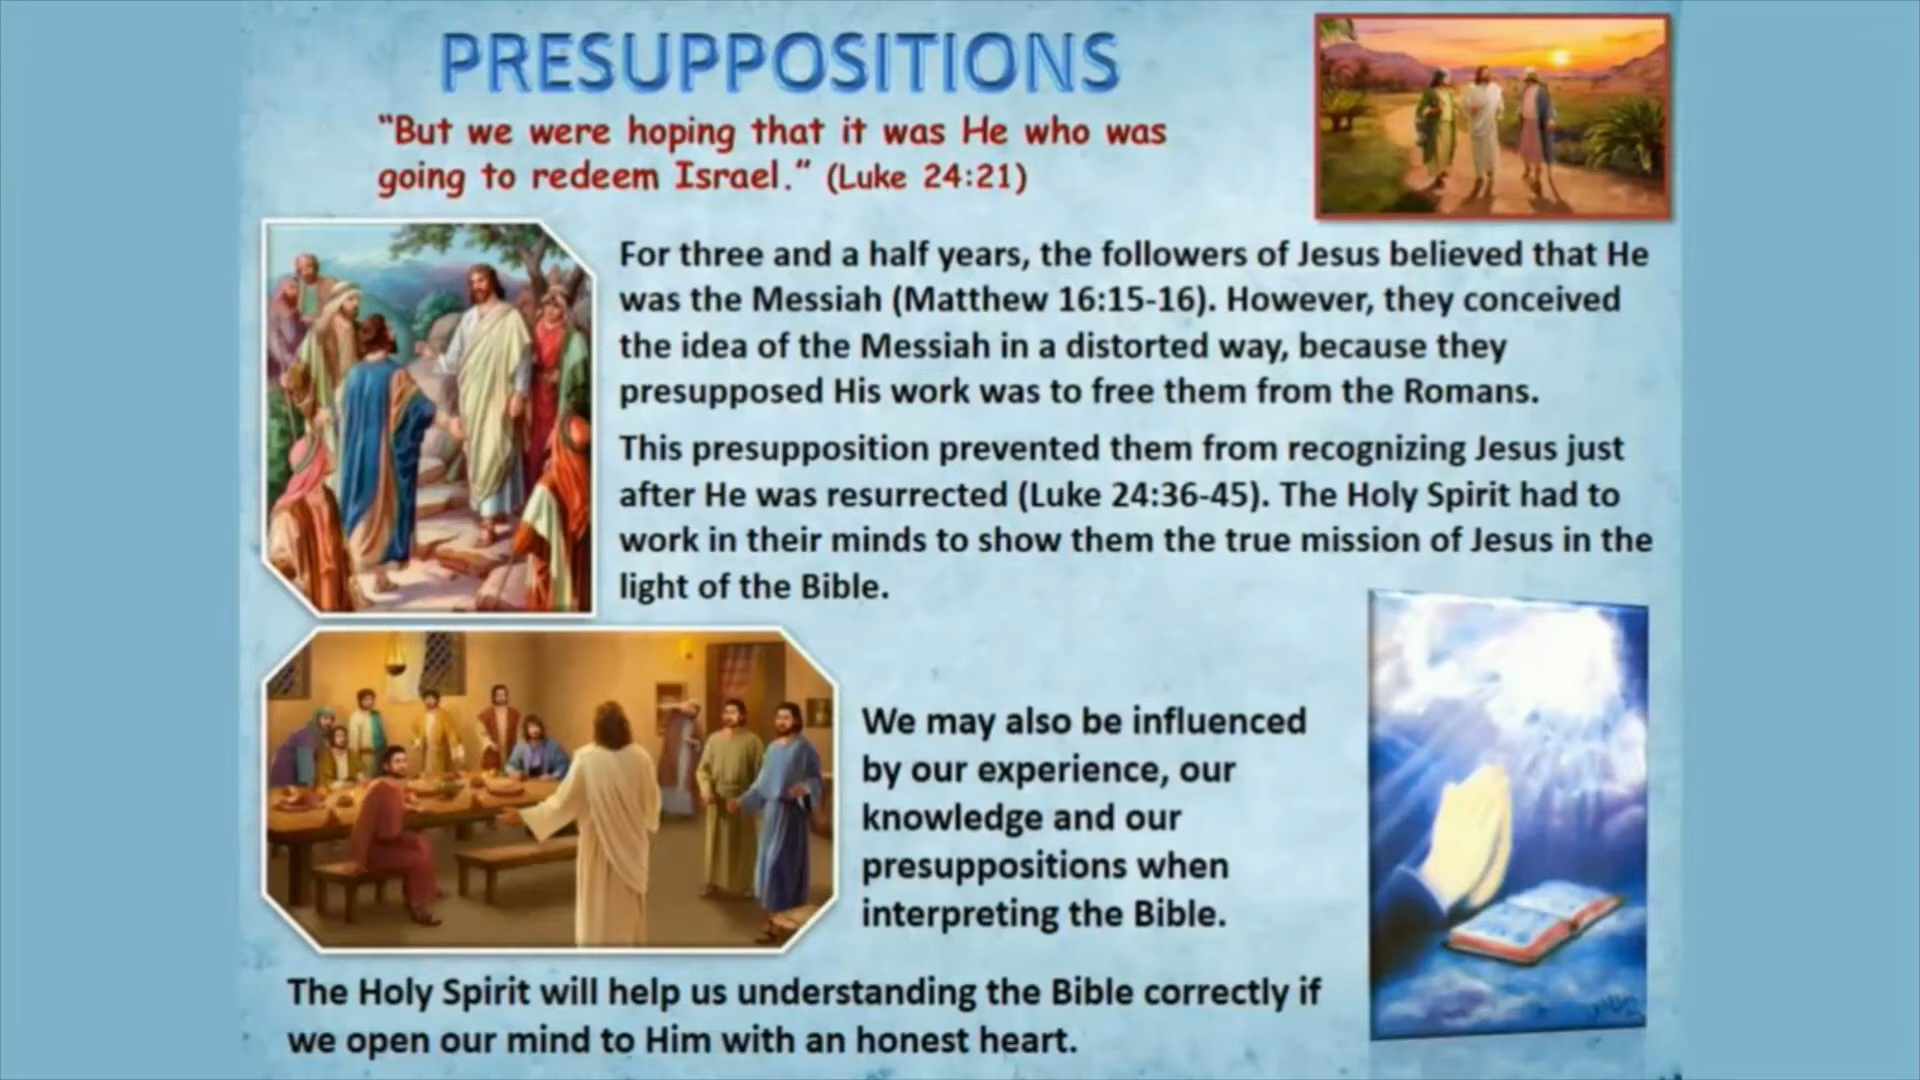 PRESUPPOSITIONS
“But we were hoping that it was He who was
going to redeem Israel.” (Luke 24:21)
For three and a half years, the followers of Jesus believed that He
was the Messiah (Matthew 16:15-16). However, they conceived
the idea of the Messiah in a distorted way, because they
presupposed His work was to free them from the Romans.
This presupposition prevented them from recognizing Jesus just
after He was resurrected (Luke 24:36-45). The Holy Spirit had to
work in their minds to show them the true mission of Jesus in the
light of the Bible.
We may also be influenced
by our experience, our
knowledge and our
presuppositions when
interpreting the Bible.
The Holy Spirit will help us understanding the Bible correctly if
we open our mind to Him with an honest heart.